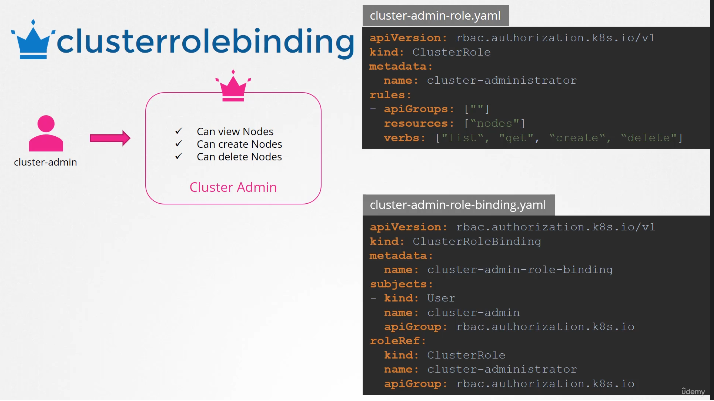 clusterrolebinding
cluster-admin
✓ Can view Nodes
✓ Can create Nodes
✓ Can delete Nodes
Cluster Admin
cluster-admin-role.yaml
apiVersion: rbac.authorization.k8s.io/v1
kind: ClusterRole
metadata:
  name: cluster-administrator
rules:
- apiGroups: [""]
  resources: ["nodes"]
  verbs: ["list", "get", "create", "delete"]
cluster-admin-role-binding.yaml
apiVersion: rbac.authorization.k8s.io/v1
kind: ClusterRoleBinding
metadata:
  name: cluster-admin-role-binding
subjects:
- kind: User
  name: cluster-admin
  apiGroup: rbac.authorization.k8s.io
roleRef:
  kind: ClusterRole
  name: cluster-administrator
  apiGroup: rbac.authorization.k8s.io
ûdemy